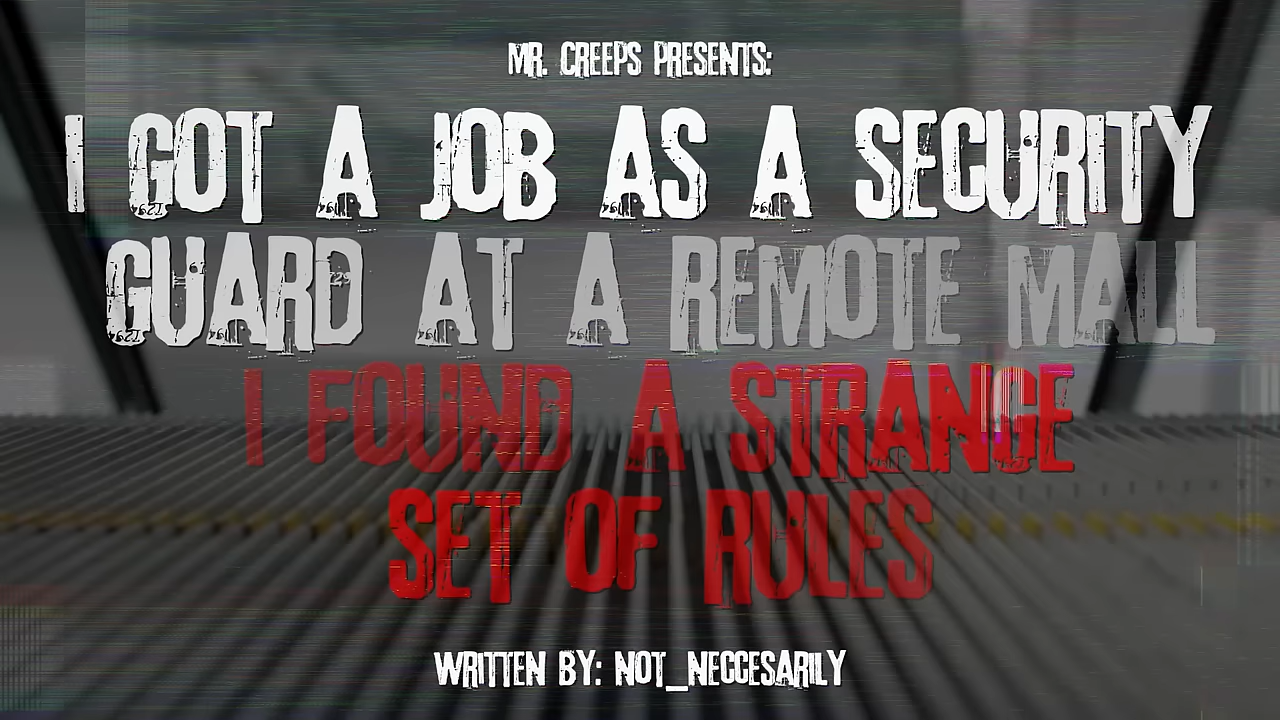 MR. CREEPS PRESENTS:
I GOT A JOB AS A SECURITY
GUARD AT A REMOTE MALL
I FOUND A STRANGE
SET OF RULES
WRITTEN BY: NOT_NECCESARILY